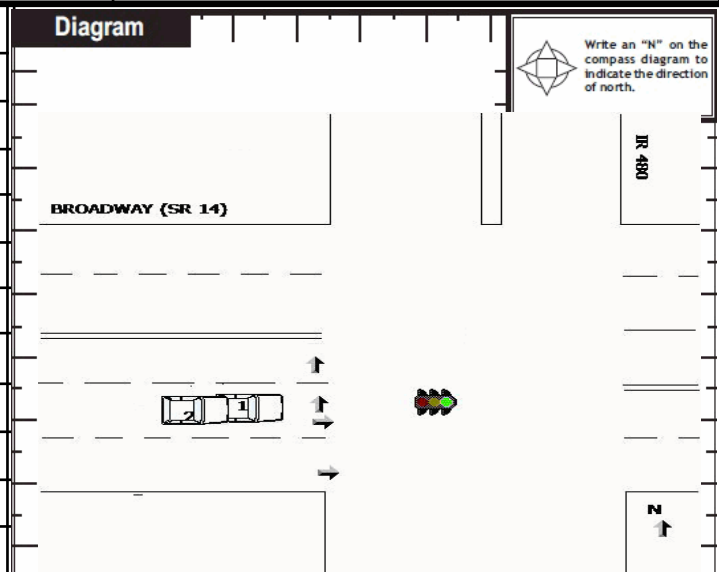 Diagram
Write an “N” on the
compass diagram to
indicate the direction
of north.
IR 480
BROADWAY (SR 14)
1
2
N